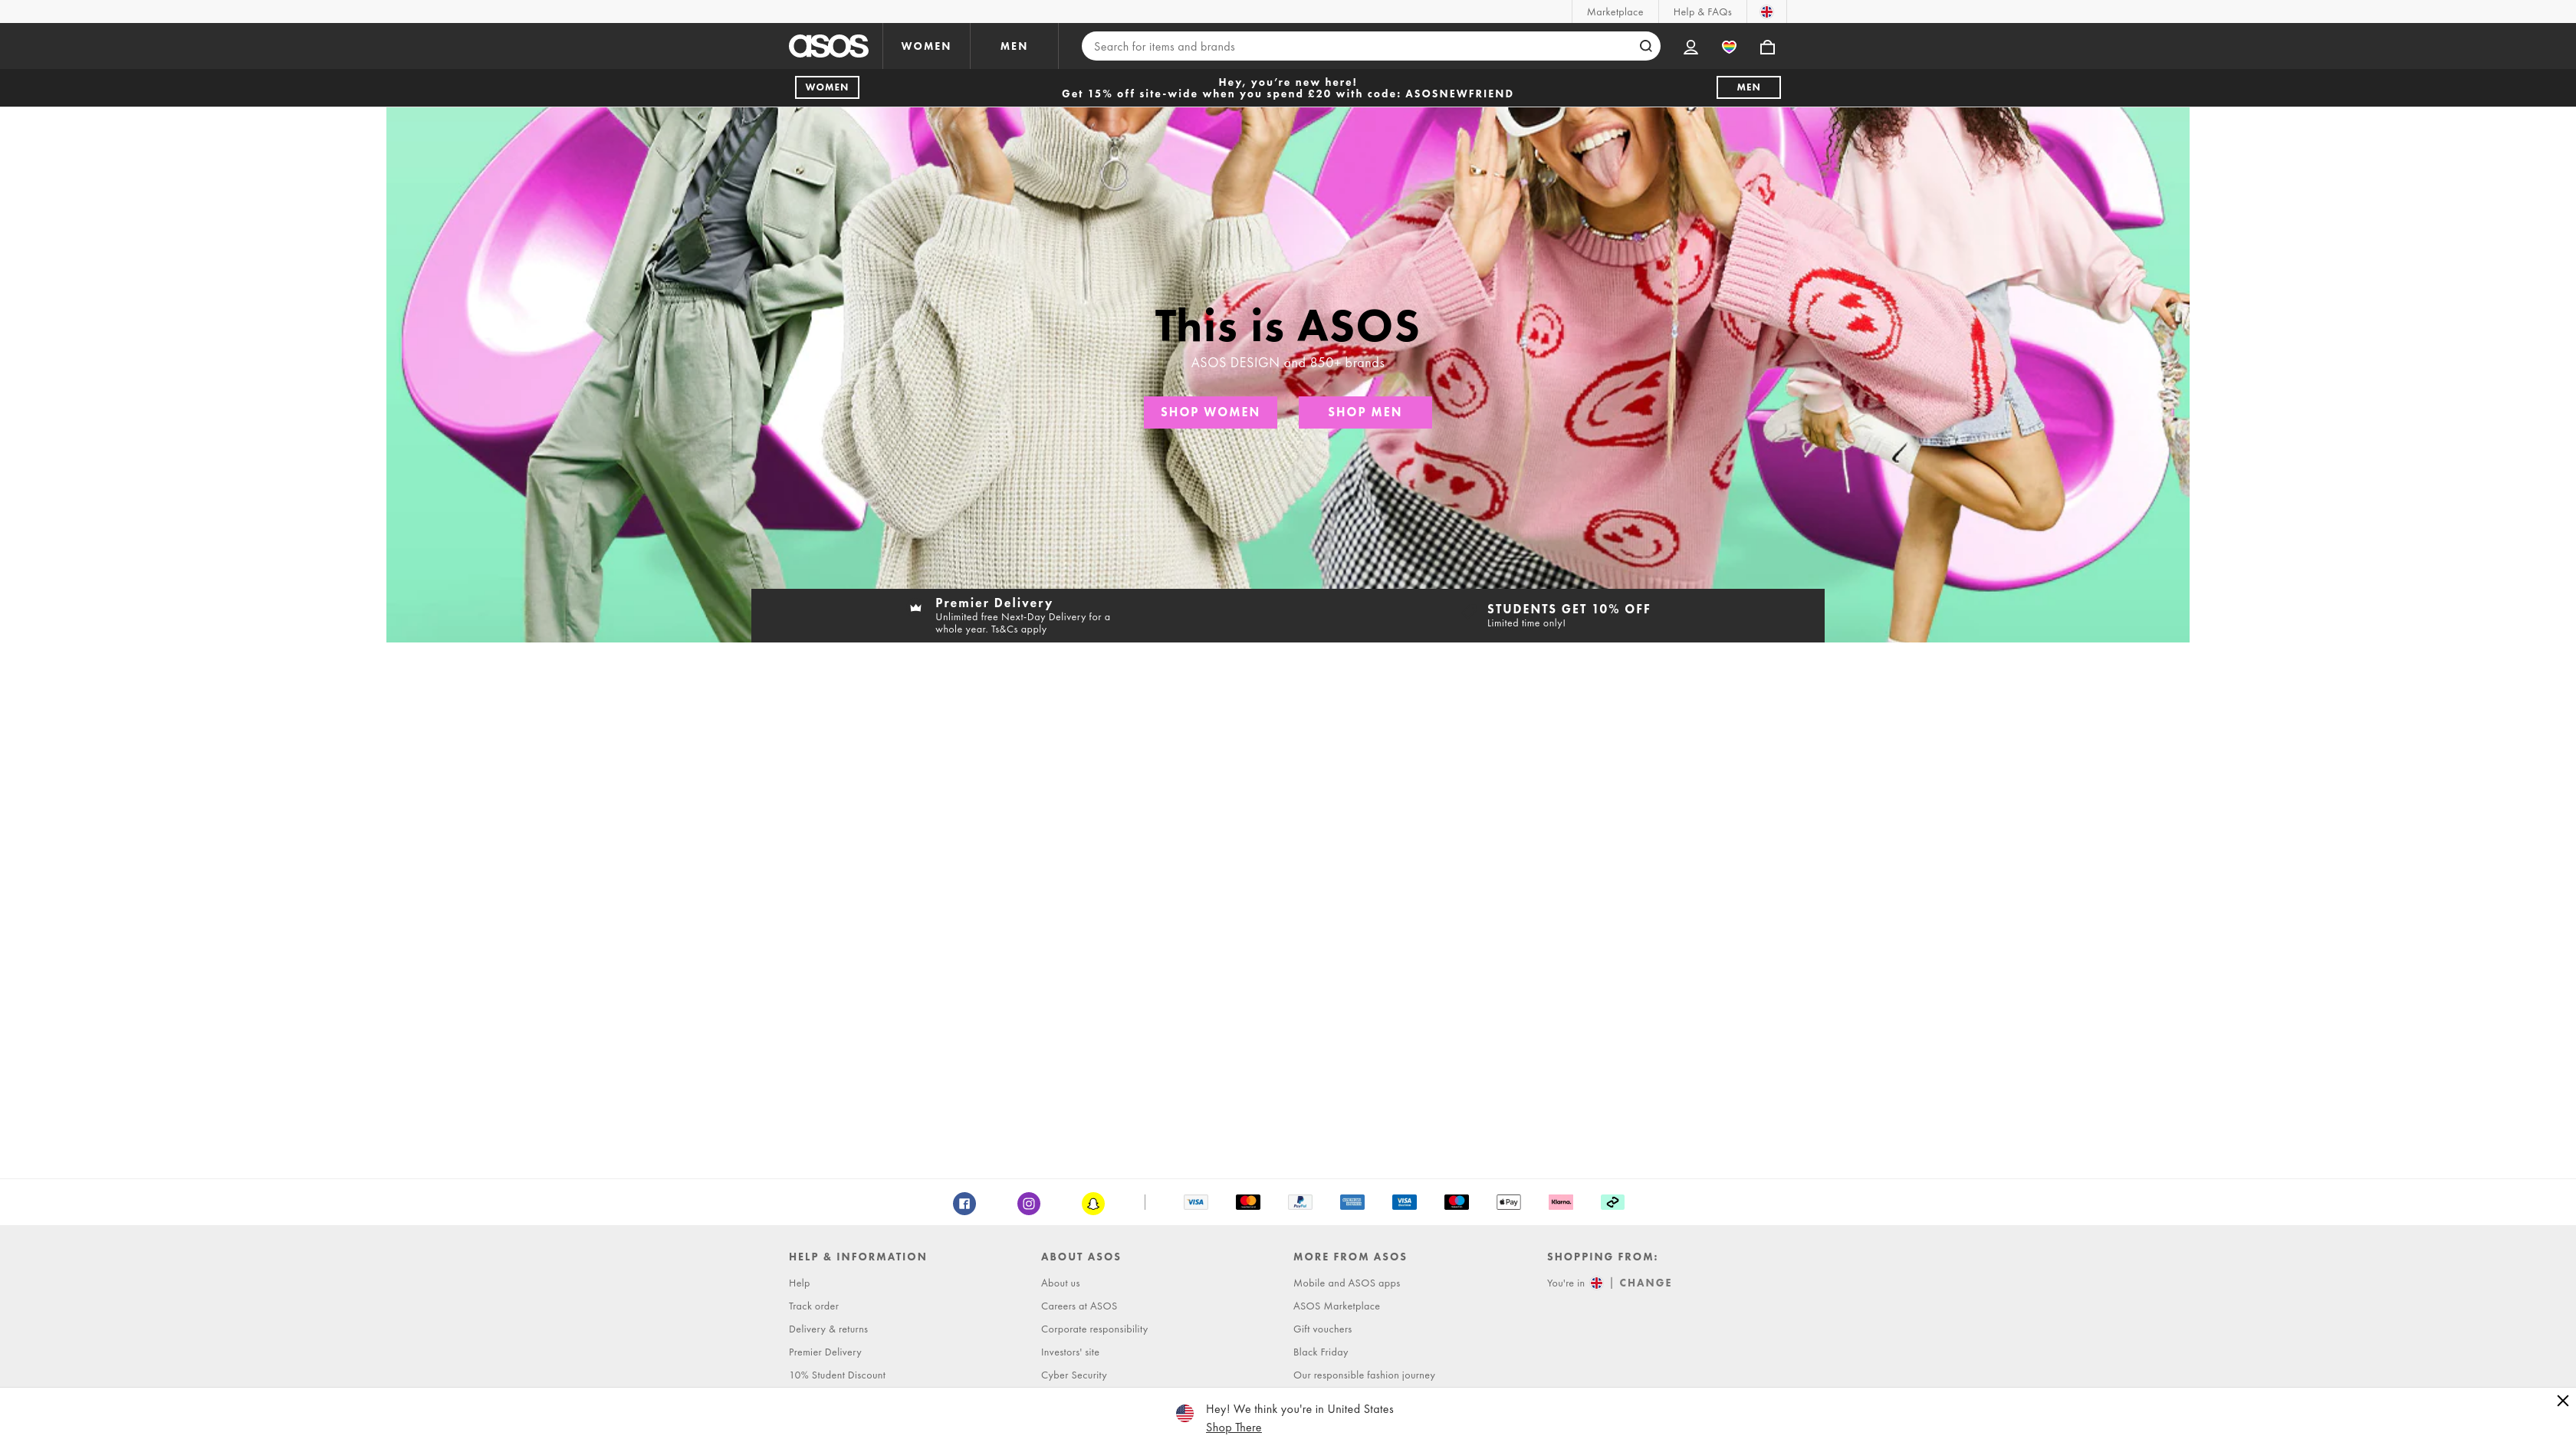 Marketplace
Help & FAQs
asos
WOMEN
MEN
Search for items and brands
WOMEN
Hey, you're new here!
Get 15% off site-wide when you spend £20 with code: ASOSNEWFRIEND
MEN
This is ASOS
ASOS DESIGN and 850+ brands
SHOP WOMEN
SHOP MEN
Premier Delivery
Unlimited free Next-Day Delivery for a
whole year. Ts&Cs apply
STUDENTS GET 10% OFF
Limited time only!
VISA
PayPal
VISA
Pay
Klarna.
HELP & INFORMATION
Help
Track order
Delivery & returns
Premier Delivery
10% Student Discount
ABOUT ASOS
About us
Careers at ASOS
Corporate responsibility
Investors' site
Cyber Security
MORE FROM ASOS
Mobile and ASOS apps
ASOS Marketplace
Gift vouchers
Black Friday
Our responsible fashion journey
SHOPPING FROM:
You're in | CHANGE
Hey! We think you're in United States
Shop There